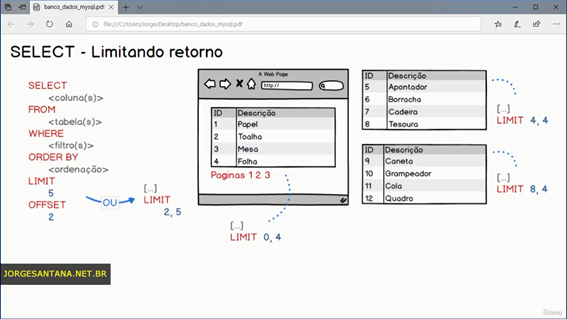 banco_dados_mysql.pdf
file:///C:/Users/Jorge/Desktop/banco_dados_mysql.pdf
SELECT - Limitando retorno
SELECT
<coluna(s)>
FROM
<tabela(s)>
WHERE
<filtro(s)>
ORDER BY
<ordenação>
LIMIT
5
OFFSET
2
OU
[...]
LIMIT
2, 5
A Web Page
http://
ID Descrição
1 Papel
2 Toalha
3 Mesa
4 Folha
Paginas 1 2 3
[...]
LIMIT 0, 4
ID Descrição
5 Apontador
6 Borracha
7 Cadeira
8 Tesoura
[...]
LIMIT 4, 4
ID Descrição
9 Caneta
10 Grampeador
11 Cola
12 Quadro
[...]
LIMIT 8, 4
JORGESANTANA.NET.BR
Udemy